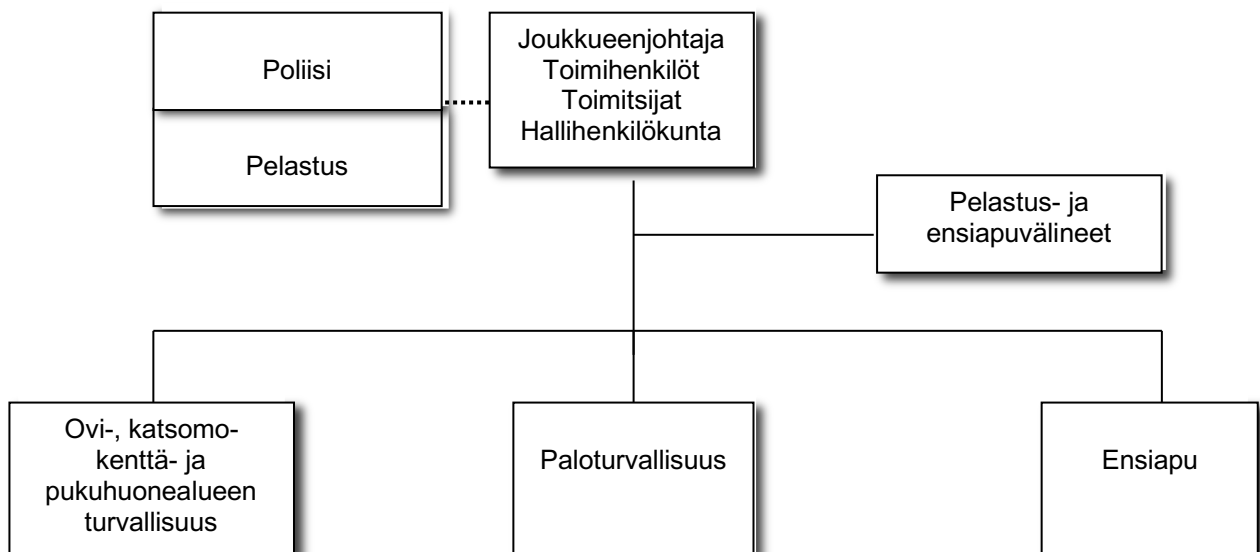 Poliisi
Pelastus
Joukkueenjohtaja
Toimihenkilöt
Toimitsijat
Hallihenkilökunta
Pelastus- ja
ensiapuvälineet
Ovi-, katsomo-
kenttä- ja
pukuhuonealueen
turvallisuus
Paloturvallisuus
Ensiapu